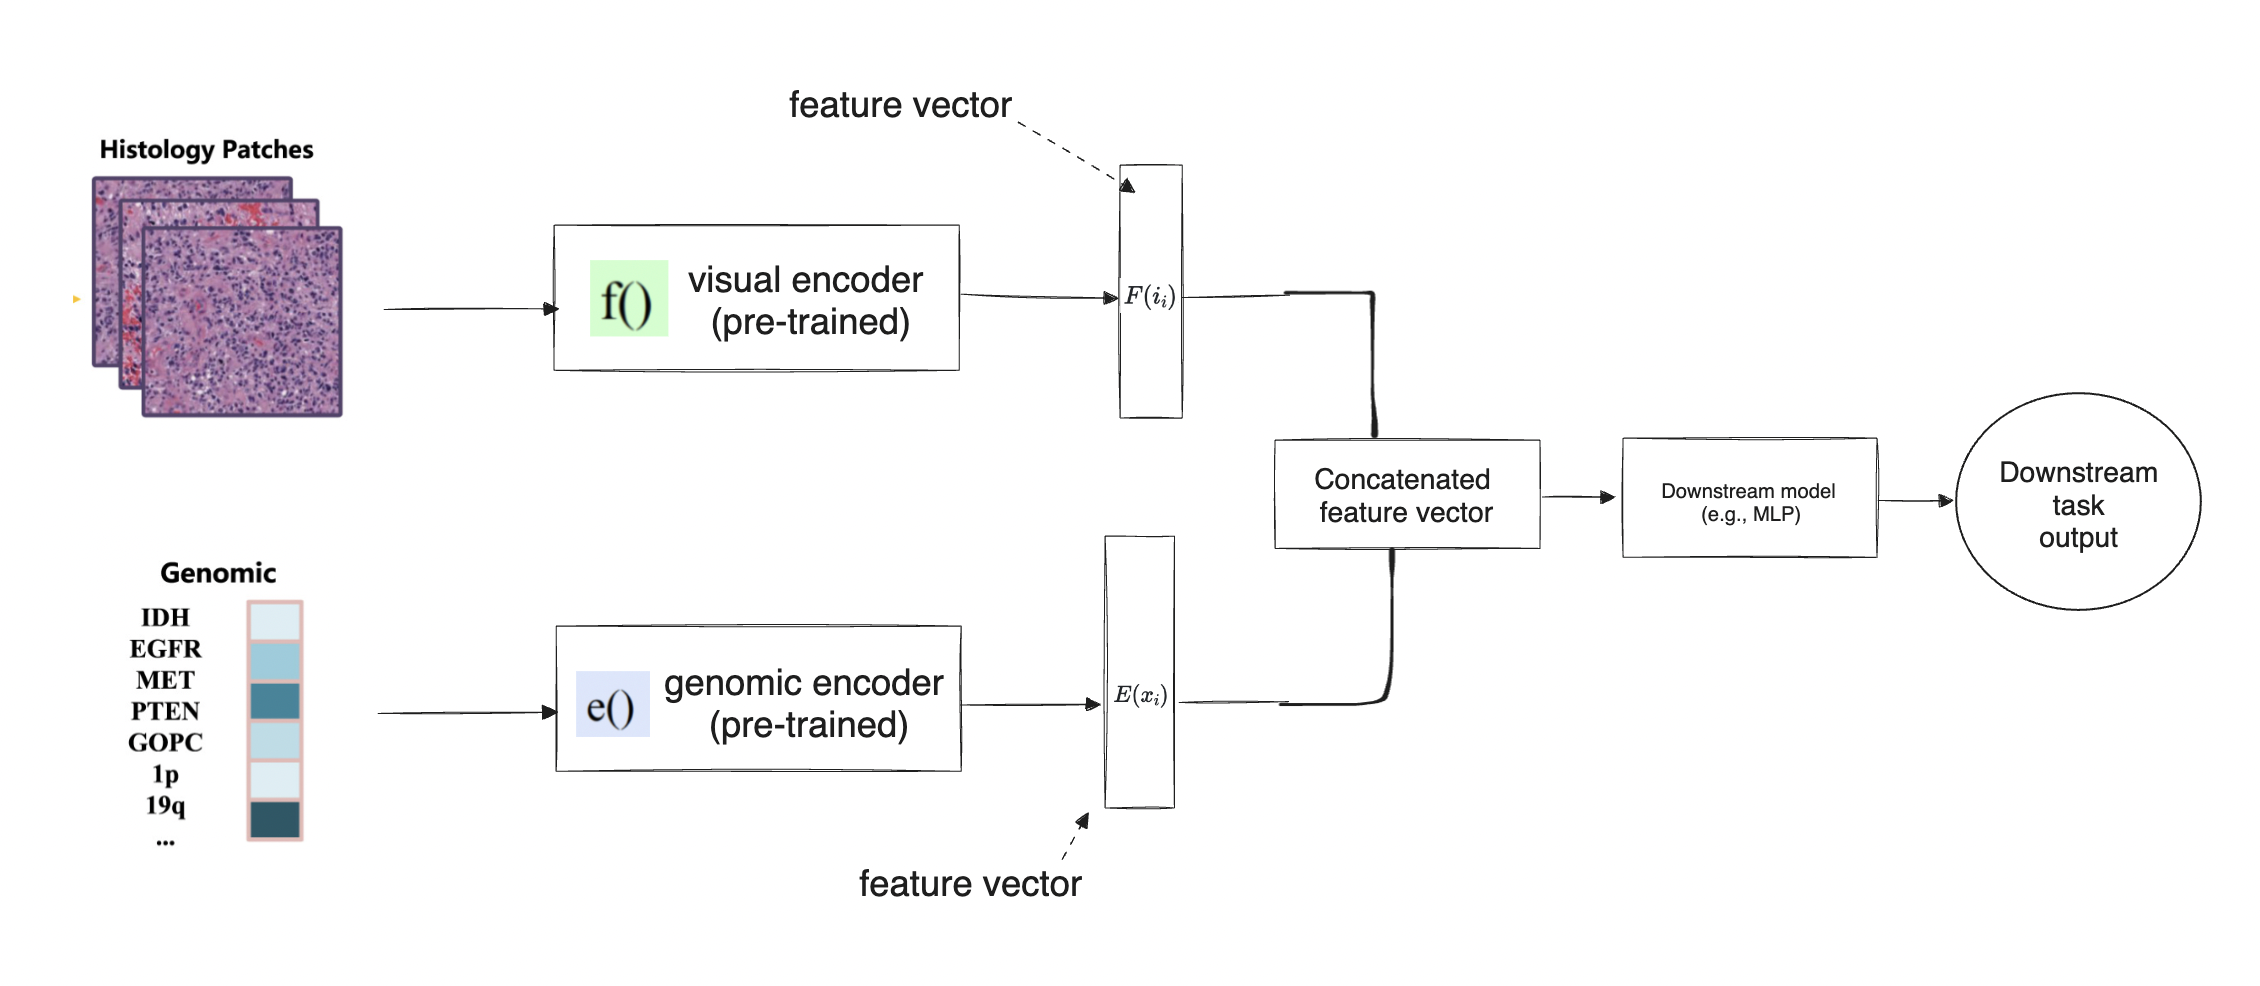 feature vector
Histology Patches
f()
visual encoder
(pre-trained)
F(i_i)
Concatenated
feature vector
Downstream model
(e.g., MLP)
Downstream
task
output
Genomic
IDH
EGFR
MET
PTEN
GOPC
1p
19q
...
e()
genomic encoder
(pre-trained)
E(x_i)
feature vector